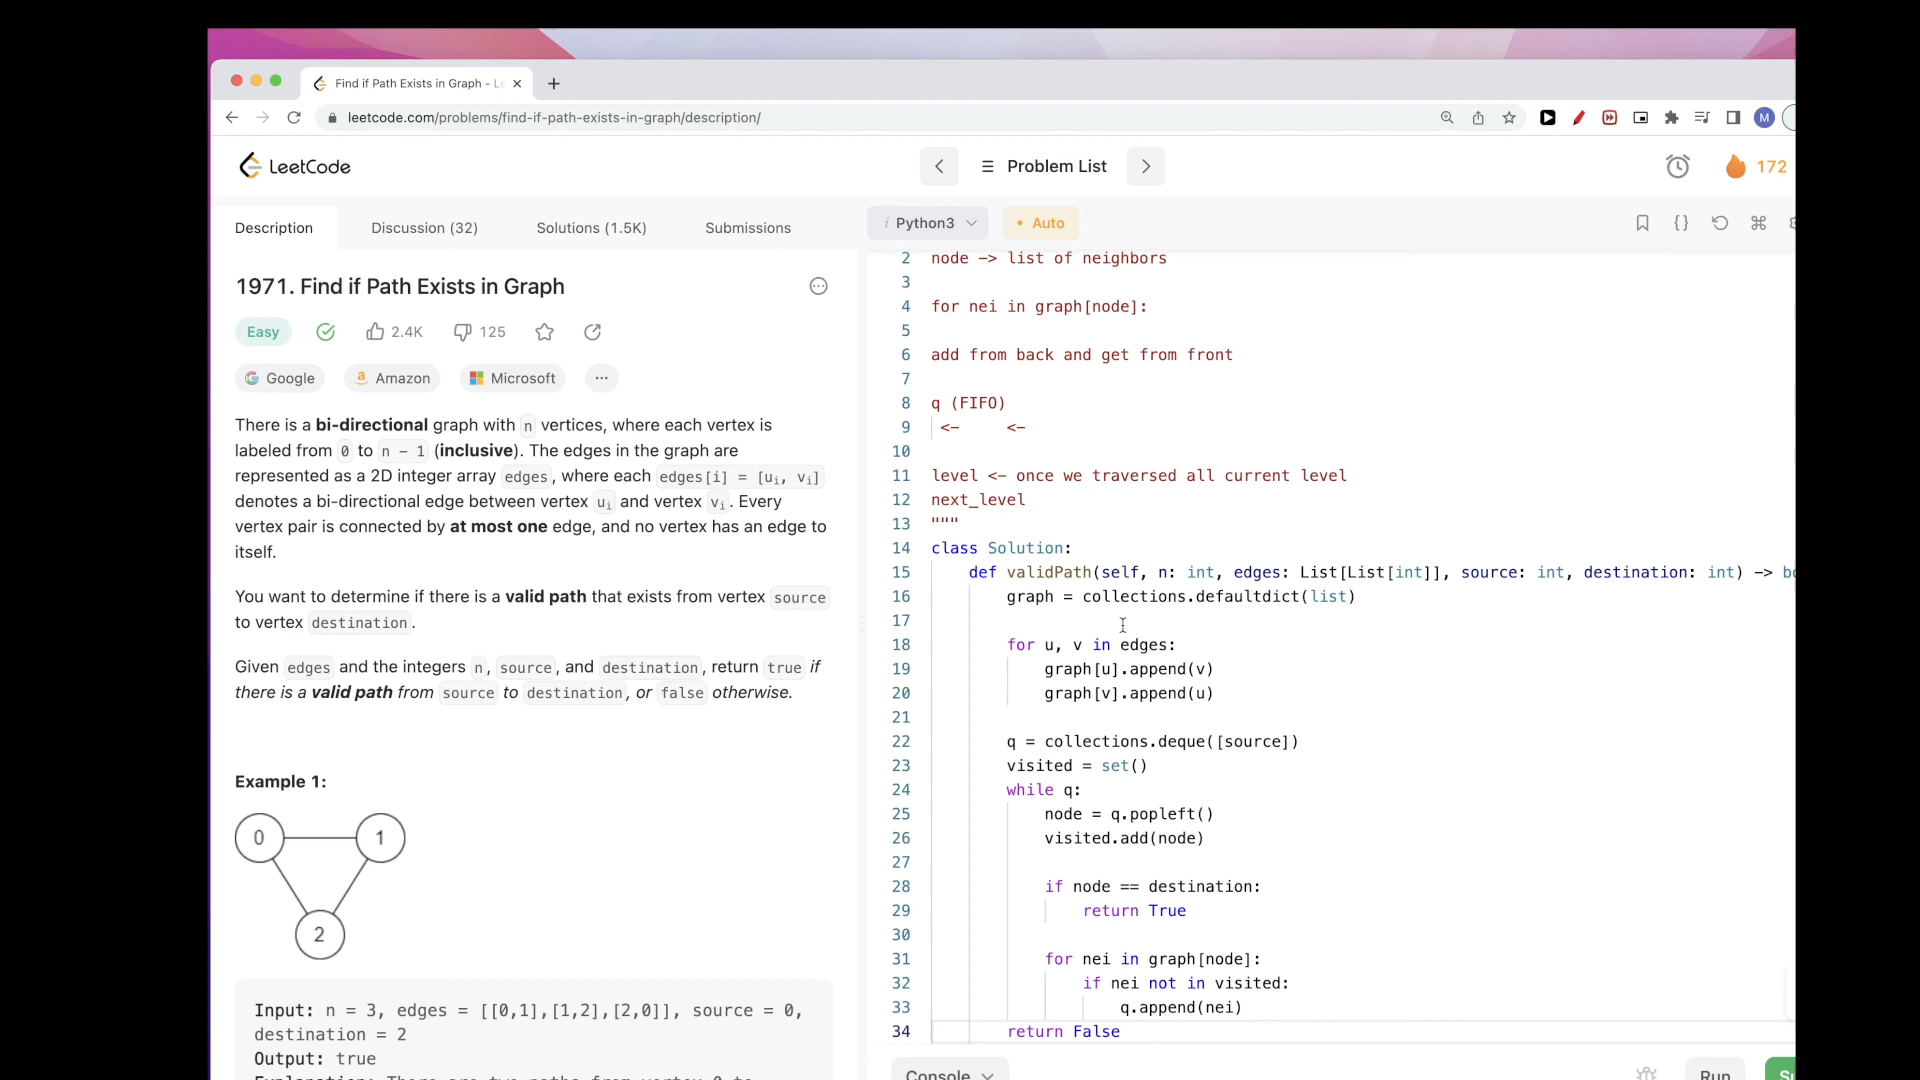 Find if Path Exists in Graph - Le
leetcode.com/problems/find-if-path-exists-in-graph/description/
M
LeetCode
Problem List
172
Description
Discussion (32)
Solutions (1.5K)
Submissions
1971. Find if Path Exists in Graph
Easy
2.4K
125
Google
Amazon
Microsoft
There is a bi-directional graph with n vertices, where each vertex is
labeled from 0 to n - 1 (inclusive). The edges in the graph are
represented as a 2D integer array edges, where each edges[i] = [ui, vi]
denotes a bi-directional edge between vertex ui and vertex vi. Every
vertex pair is connected by at most one edge, and no vertex has an edge to
itself.
You want to determine if there is a valid path that exists from vertex source
to vertex destination.
Given edges and the integers n, source, and destination, return true if
there is a valid path from source to destination, or false otherwise.
Example 1:
0
1
2
Input: n = 3, edges = [[0,1],[1,2],[2,0]], source = 0,
destination = 2
Output: true
Explanation: There are two paths from vertex 0 to
i Python3
• Auto
{}
2 node -> list of neighbors
3
4 for nei in graph[node]:
5
6 add from back and get from front
7
8 q (FIFO)
9 <- <-
10
11 level <- once we traversed all current level
12 next_level
13 """
14 class Solution:
15 def validPath(self, n: int, edges: List[List[int]], source: int, destination: int) -> bo
16 graph = collections.defaultdict(list)
17
18 for u, v in edges:
19 graph[u].append(v)
20 graph[v].append(u)
21
22 q = collections.deque([source])
23 visited = set()
24 while q:
25 node = q.popleft()
26 visited.add(node)
27
28 if node == destination:
29 return True
30
31 for nei in graph[node]:
32 if nei not in visited:
33 q.append(nei)
34 return False
Console
Run
Su